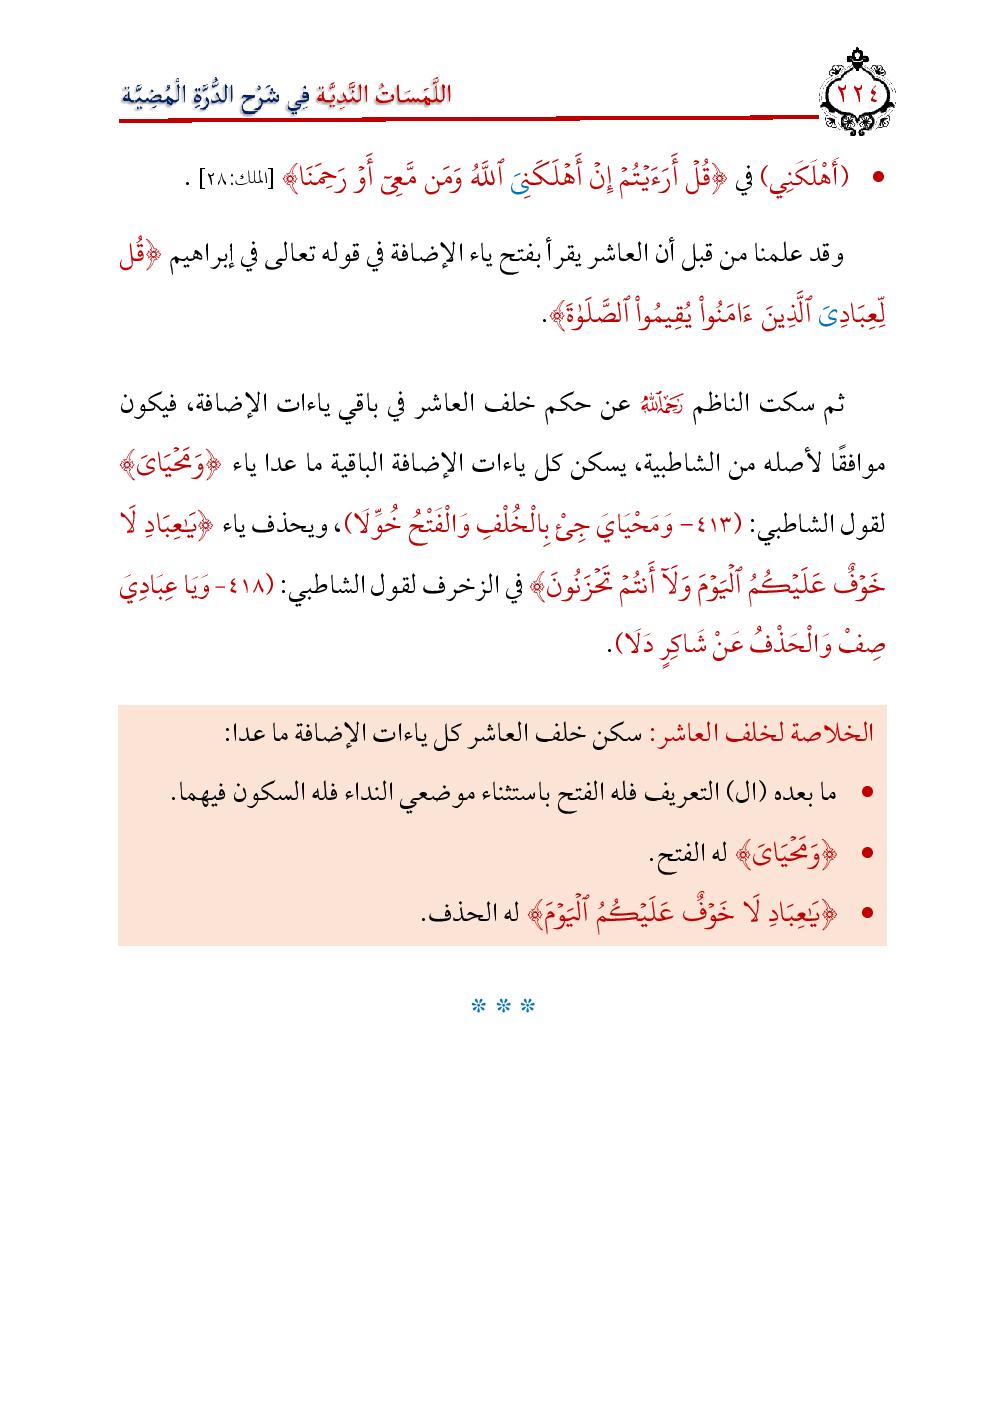 اللَّمَسَاتُ النَّدِيَّة فِي شَرْح الدُّرَّةِ الْمُضِيَّة
٢٢٤
• (أَهْلَكَنِي) في ﴿قُلْ أَرَءَيْتُمْ إِنْ أَهْلَكَنِىَ ٱللَّهُ وَمَن مَّعِىَ أَوْ رَحِمَنَا﴾ [الملك:٢٨] .
وقد علمنا من قبل أن العاشر يقرأ بفتح ياء الإضافة في قوله تعالى في إبراهيم ﴿قُل
لِّعِبَادِىَ ٱلَّذِينَ ءَامَنُواْ يُقِيمُواْ ٱلصَّلَوٰةَ﴾.
ثم سكت الناظم رَحِمَهُ ٱللَّهُ عن حكم خلف العاشر في باقي ياءات الإضافة، فيكون
موافقًا لأصله من الشاطبية، يسكن كل ياءات الإضافة الباقية ما عدا ياء ﴿وَمَحْيَاىَ﴾
لقول الشاطبي: (٤١٣- وَمَحْيَايَ جِئْ بِالْخُلْفِ وَالْفَتْحُ خُوِّلَا)، ويحذف ياء ﴿يَـٰعِبَادِ لَا
خَوْفٌ عَلَيْكُمُ ٱلْيَوْمَ وَلَآ أَنتُمْ تَحْزَنُونَ﴾ في الزخرف لقول الشاطبي: (٤١٨- وَيَا عِبَادِيَ
صِفْ وَالْحَذْفُ عَنْ شَاكِرٍ دَلَا).
الخلاصة لخلف العاشر: سكن خلف العاشر كل ياءات الإضافة ما عدا:
• ما بعده (ال) التعريف فله الفتح باستثناء موضعي النداء فله السكون فيهما.
• ﴿وَمَحْيَاىَ﴾ له الفتح.
• ﴿يَـٰعِبَادِ لَا خَوْفٌ عَلَيْكُمُ ٱلْيَوْمَ﴾ له الحذف.
* * *